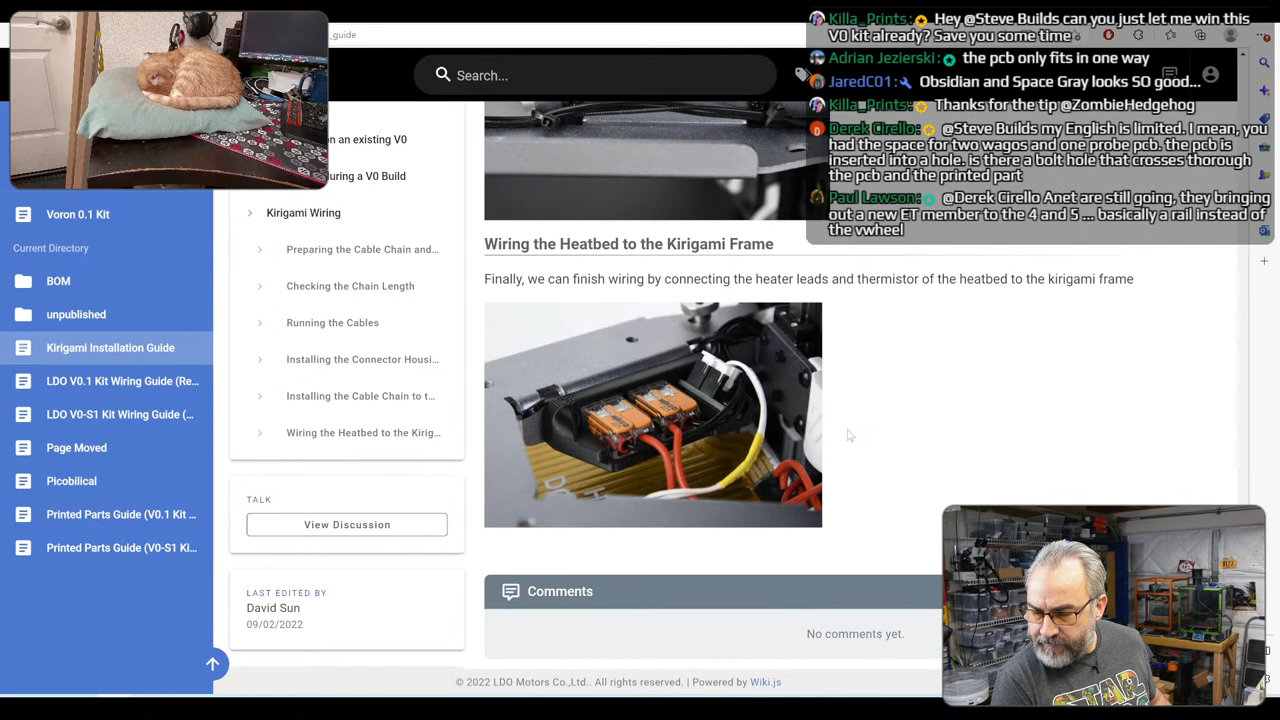 _guide
Search...
Killa_Prints: Hey @Steve Builds can you just let me win this
V0 kit already? Save you some time
Adrian Jezierski: the pcb only fits in one way
JaredC01: Obsidian and Space Gray looks SO good...
Killa_Prints: Thanks for the tip @ZombieHedgehog
Derek Cirello: @Steve Builds my English is limited. I mean, you
had the space for two wagos and one probe pcb. the pcb is
inserted into a hole. is there a bolt hole that crosses thorough
the pcb and the printed part
Paul Lawson: @Derek Cirello Anet are still going, they bringing
out a new ET member to the 4 and 5 ... basically a rail instead of
the vwheel
Voron 0.1 Kit
Current Directory
BOM
unpublished
Kirigami Installation Guide
LDO V0.1 Kit Wiring Guide (Re...
LDO V0-S1 Kit Wiring Guide (...
Page Moved
Picobilical
Printed Parts Guide (V0.1 Kit ...
Printed Parts Guide (V0-S1 Ki...
n an existing V0
uring a V0 Build
Kirigami Wiring
Preparing the Cable Chain and...
Checking the Chain Length
Running the Cables
Installing the Connector Housi...
Installing the Cable Chain to t...
Wiring the Heatbed to the Kirig...
TALK
View Discussion
LAST EDITED BY
David Sun
09/02/2022
Wiring the Heatbed to the Kirigami Frame
Finally, we can finish wiring by connecting the heater leads and thermistor of the heatbed to the kirigami frame
Comments
No comments yet.
© 2022 LDO Motors Co.,Ltd.. All rights reserved. | Powered by Wiki.js
STAR